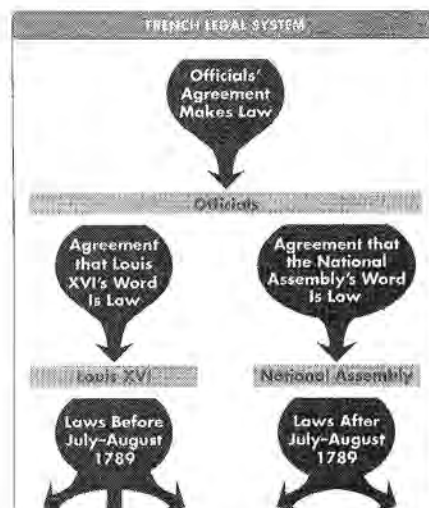 FRENCH LEGAL SYSTEM
Officials'
Agreement
Makes Law
Officials
Agreement
that Louis
XVI's Word
Is Law
Agreement that
the National
Assembly's Word
Is Law
Louis XVI
National Assembly
Laws Before
July–August
1789
Laws After
July–August
1789